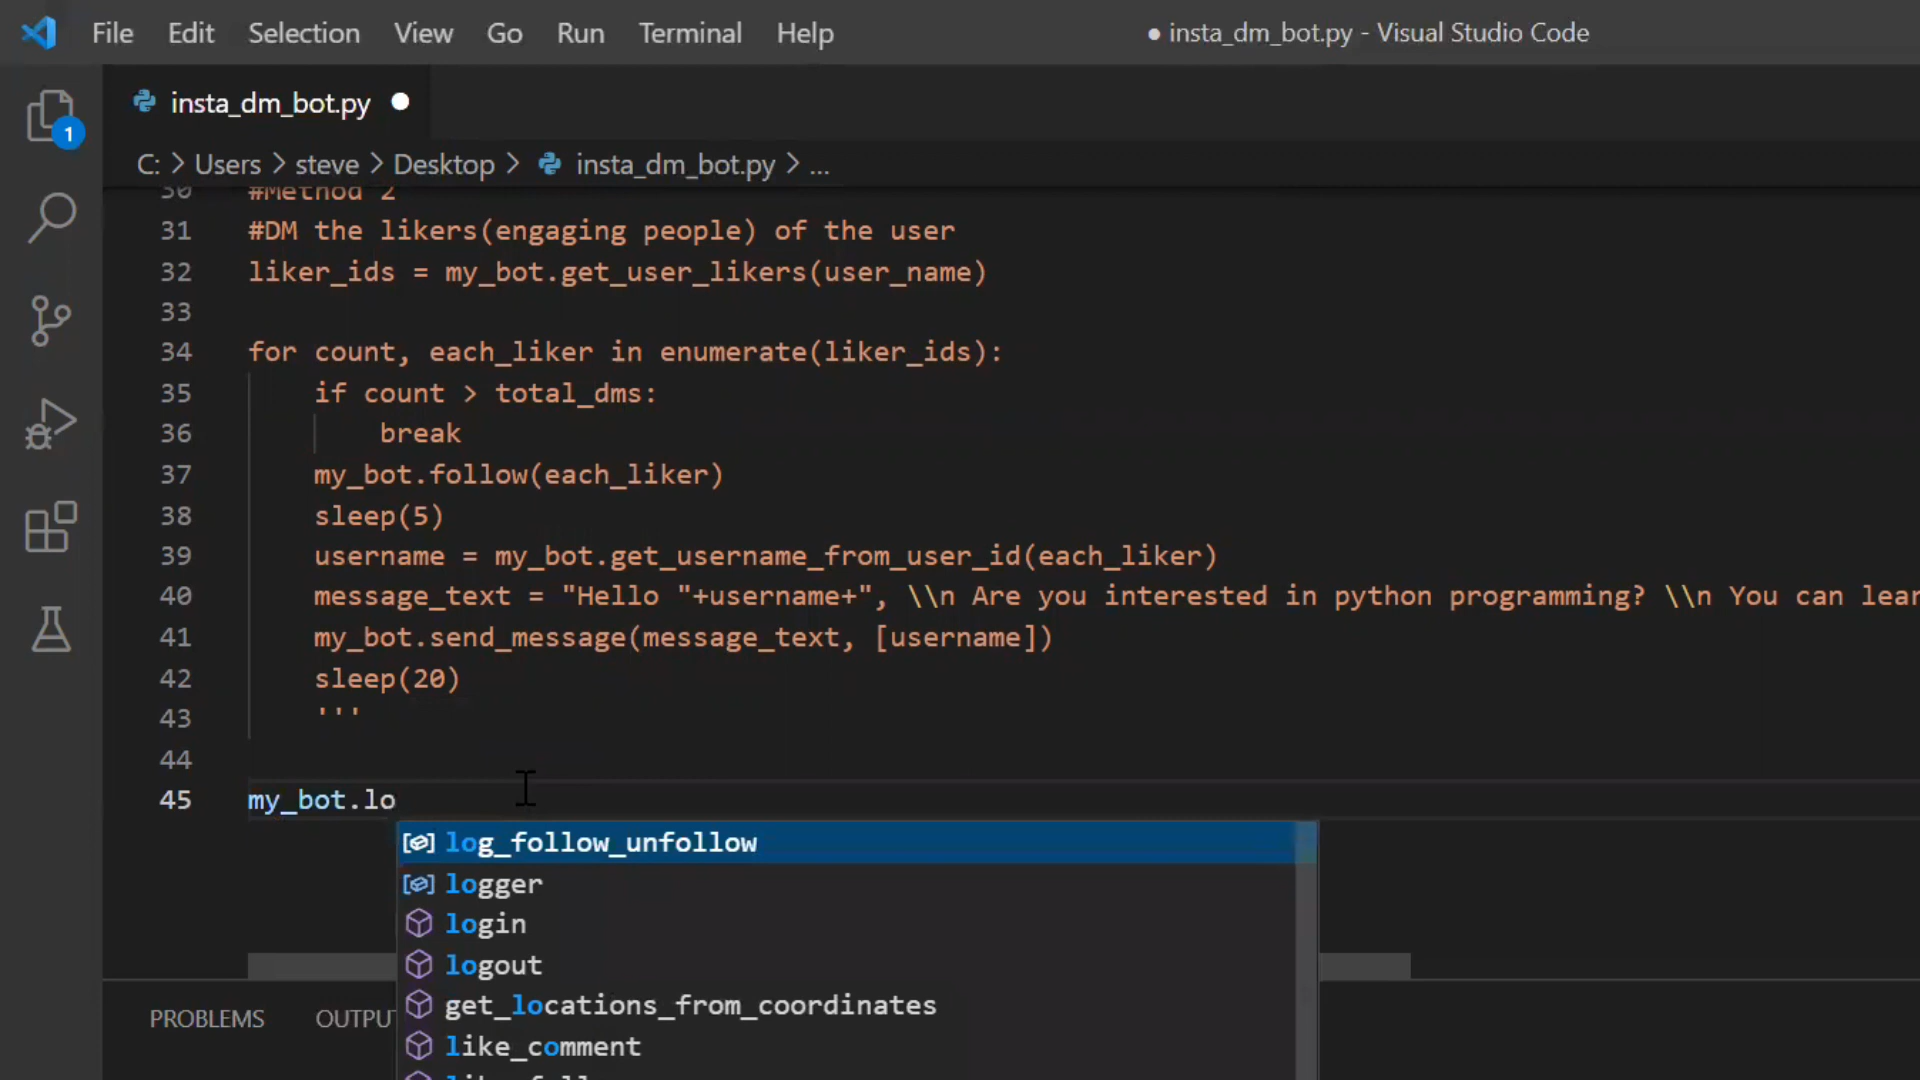 File Edit Selection View Go Run Terminal Help ● insta_dm_bot.py - Visual Studio Code
insta_dm_bot.py ●
1
C: > Users > steve > Desktop > insta_dm_bot.py > ...
30 #Method 2
31 #DM the likers(engaging people) of the user
32 liker_ids = my_bot.get_user_likers(user_name)
33
34 for count, each_liker in enumerate(liker_ids):
35 if count > total_dms:
36 break
37 my_bot.follow(each_liker)
38 sleep(5)
39 username = my_bot.get_username_from_user_id(each_liker)
40 message_text = "Hello "+username+", \\n Are you interested in python programming? \\n You can lear
41 my_bot.send_message(message_text, [username])
42 sleep(20)
43 '''
44
45 my_bot.lo
log_follow_unfollow
logger
login
logout
get_locations_from_coordinates
like_comment
PROBLEMS OUTPU